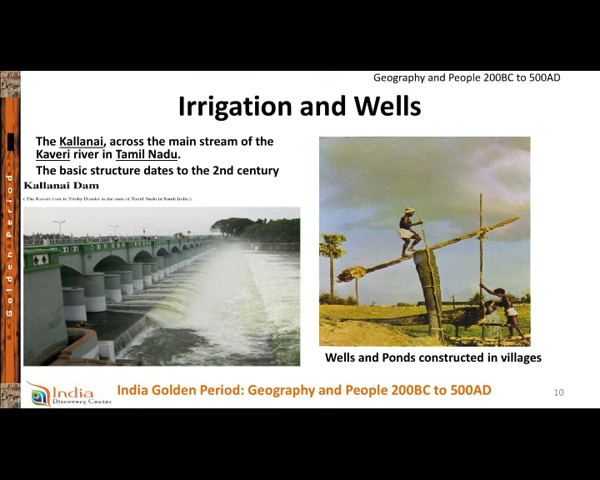 Geography and People 200BC to 500AD
Irrigation and Wells
The Kallanai, across the main stream of the
Kaveri river in Tamil Nadu.
The basic structure dates to the 2nd century
Kallanai Dam
( The Kaveri river in Trichy District in the state of Tamil Nadu in South India )
Wells and Ponds constructed in villages
Golden Period:
India
Discovery Center
India Golden Period: Geography and People 200BC to 500AD
10